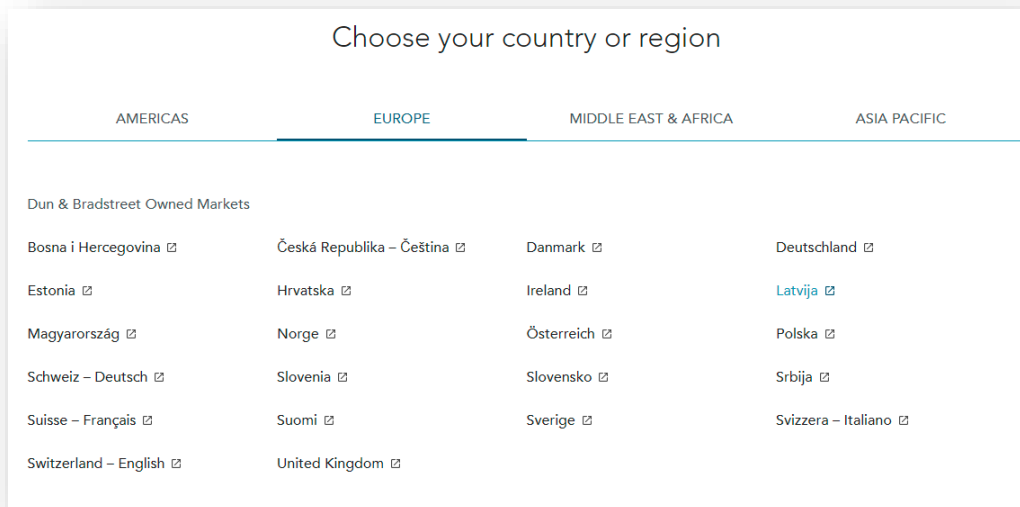 Choose your country or region
AMERICAS EUROPE MIDDLE EAST & AFRICA ASIA PACIFIC
Dun & Bradstreet Owned Markets
Bosna i Hercegovina Česká Republika – Čeština Danmark Deutschland
Estonia Hrvatska Ireland Latvija
Magyarország Norge Österreich Polska
Schweiz – Deutsch Slovenia Slovensko Srbija
Suisse – Français Suomi Sverige Svizzera – Italiano
Switzerland – English United Kingdom